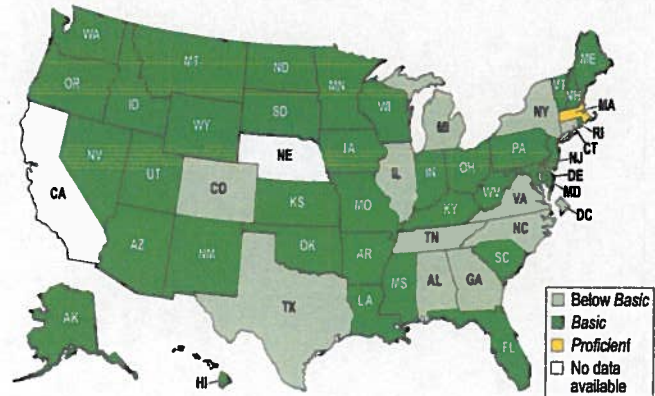 WA
MT
ND
MN
OR
ID
WY
SD
WI
MI
NY
VT
NH
ME
MA
RI
CT
NJ
DE
MD
DC
NV
UT
CO
NE
IA
IL
IN
OH
PA
CA
AZ
NM
KS
MO
KY
WV
VA
OK
AR
TN
NC
SC
TX
LA
MS
AL
GA
FL
AK
HI
Below Basic
Basic
Proficient
No data
available